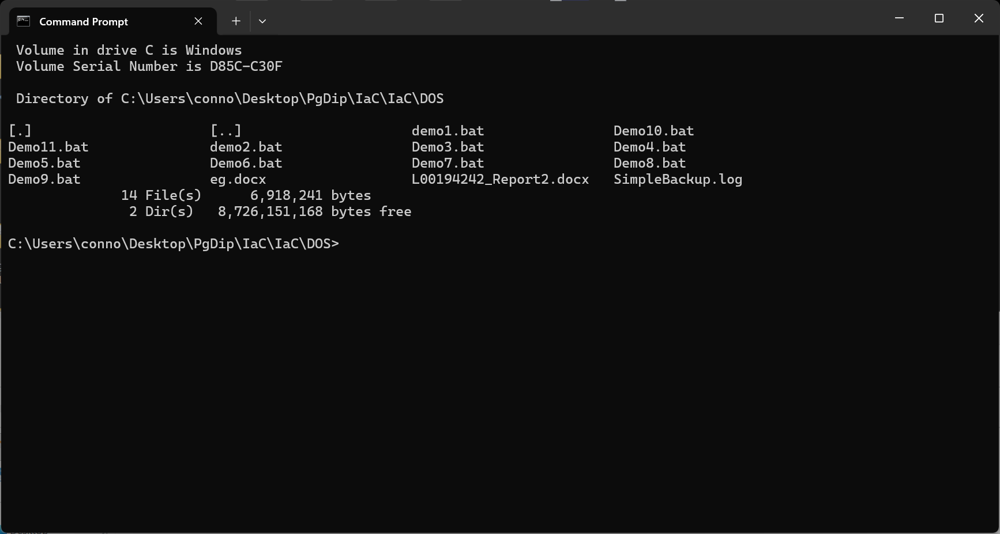 Command Prompt
Volume in drive C is Windows
Volume Serial Number is D85C-C30F
Directory of C:\Users\conno\Desktop\PgDip\IaC\IaC\DOS
[.] [..] demo1.bat Demo10.bat
Demo11.bat demo2.bat Demo3.bat Demo4.bat
Demo5.bat Demo6.bat Demo7.bat Demo8.bat
Demo9.bat eg.docx L00194242_Report2.docx SimpleBackup.log
14 File(s) 6,918,241 bytes
2 Dir(s) 8,726,151,168 bytes free
C:\Users\conno\Desktop\PgDip\IaC\IaC\DOS>